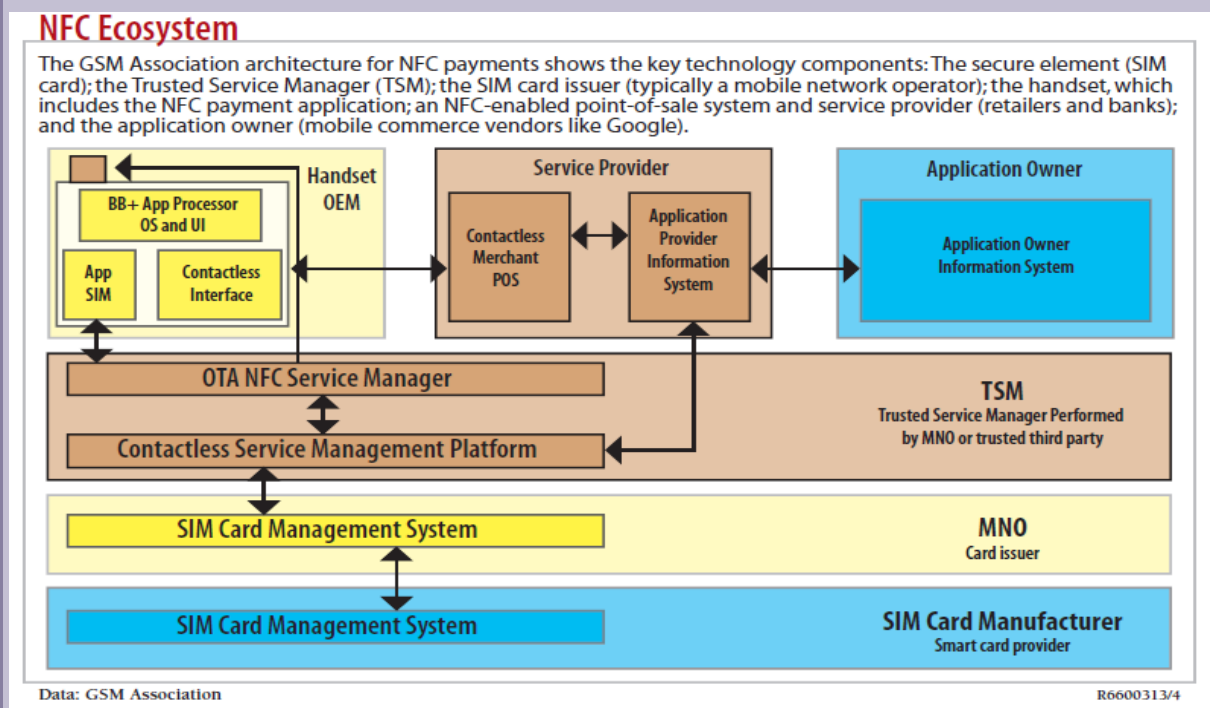 NFC Ecosystem
The GSM Association architecture for NFC payments shows the key technology components: The secure element (SIM
card); the Trusted Service Manager (TSM); the SIM card issuer (typically a mobile network operator); the handset, which
includes the NFC payment application; an NFC-enabled point-of-sale system and service provider (retailers and banks);
and the application owner (mobile commerce vendors like Google).
Handset
OEM
BB+ App Processor
OS and UI
App
SIM
Contactless
Interface
Service Provider
Contactless
Merchant
POS
Application
Provider
Information
System
Application Owner
Application Owner
Information System
OTA NFC Service Manager
Contactless Service Management Platform
TSM
Trusted Service Manager Performed
by MNO or trusted third party
SIM Card Management System
MNO
Card issuer
SIM Card Management System
SIM Card Manufacturer
Smart card provider
Data: GSM Association
R6600313/4